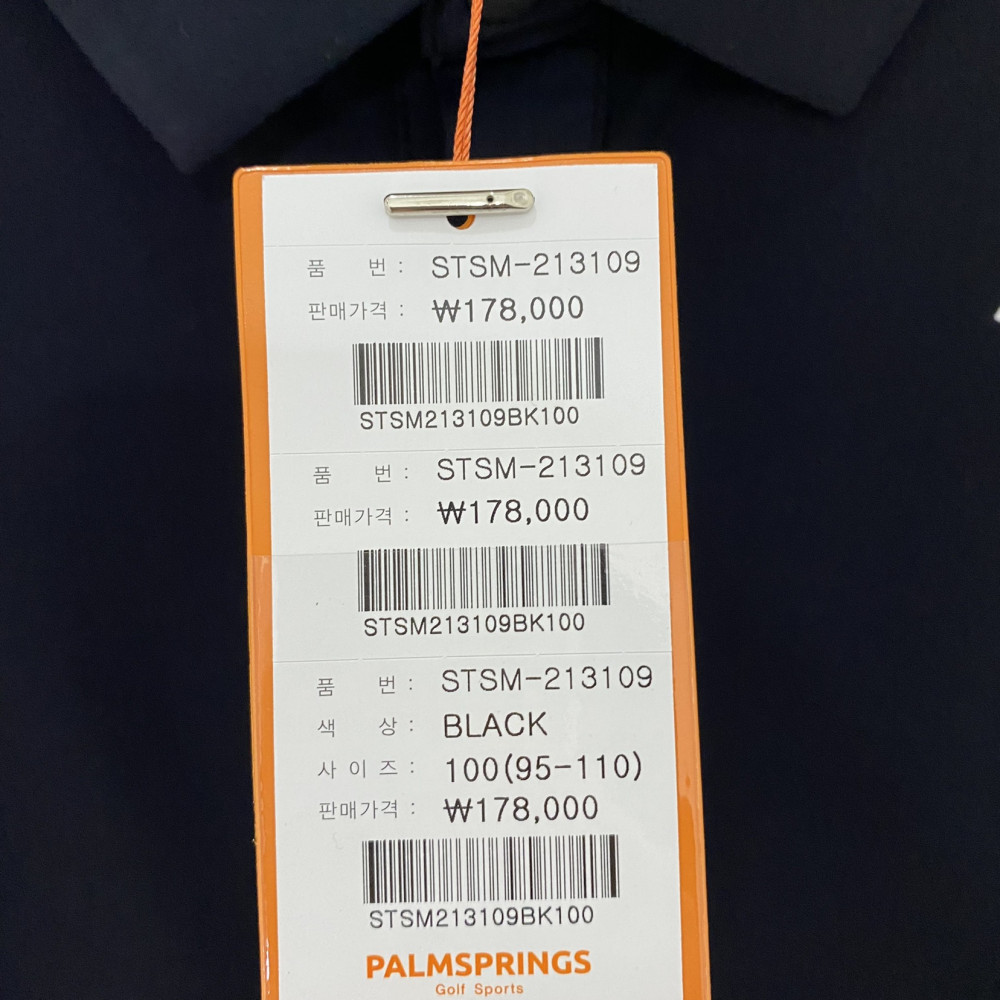 품 번 : STSM-213109
판매가격 : ₩178,000
STSM213109BK100
품 번 : STSM-213109
판매가격 : ₩178,000
STSM213109BK100
품 번 : STSM-213109
색 상 : BLACK
사 이 즈 : 100(95-110)
판매가격 : ₩178,000
STSM213109BK100
PALMSPRINGS
Golf Sports